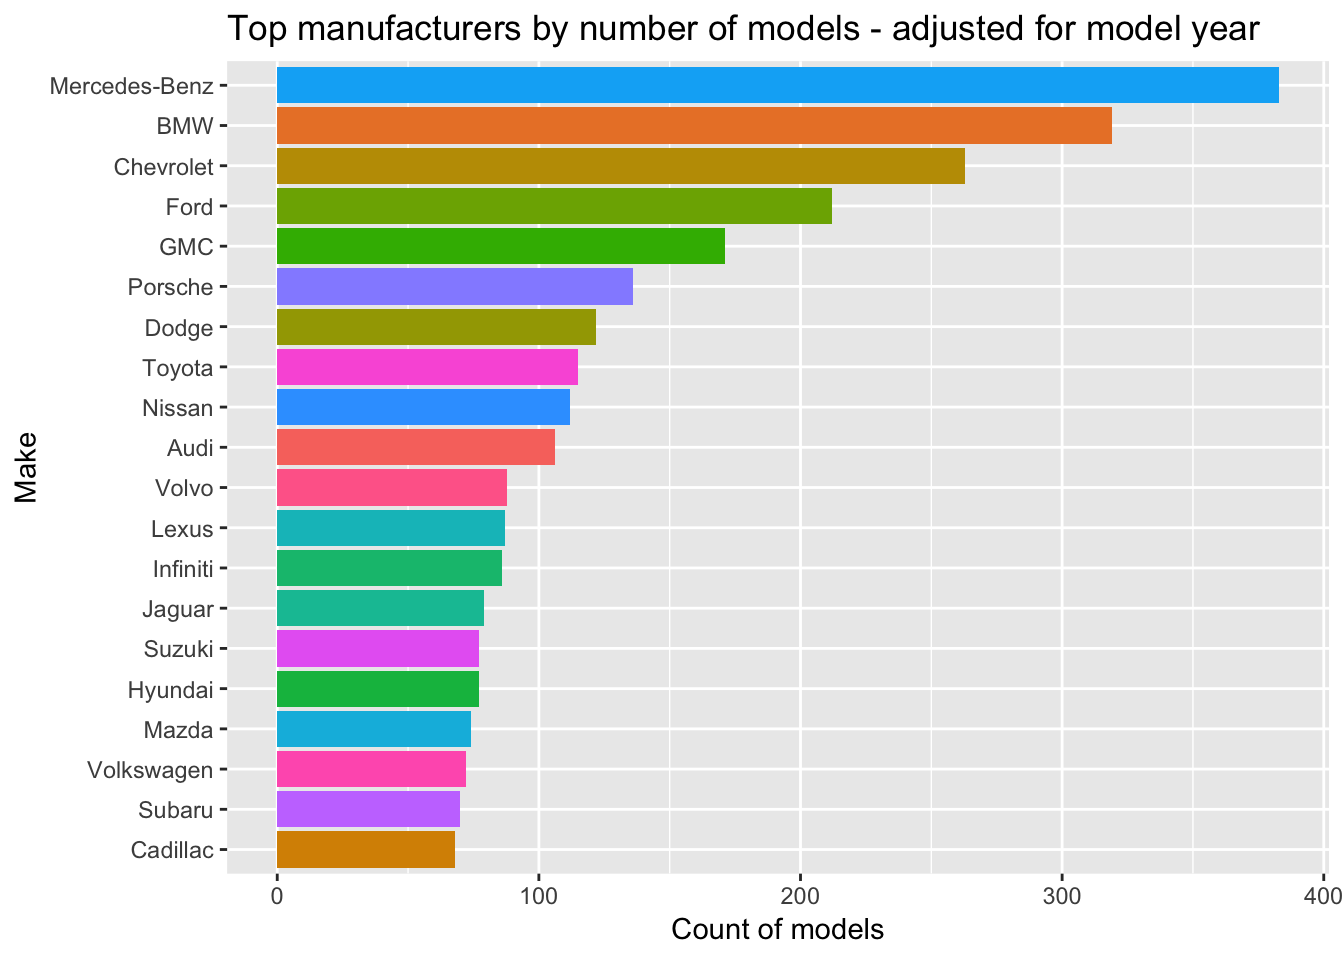 Top manufacturers by number of models - adjusted for model year
Mercedes-Benz
BMW
Chevrolet
Ford
GMC
Porsche
Dodge
Toyota
Nissan
Audi
Volvo
Lexus
Infiniti
Jaguar
Suzuki
Hyundai
Mazda
Volkswagen
Subaru
Cadillac
Make
0 100 200 300 400
Count of models